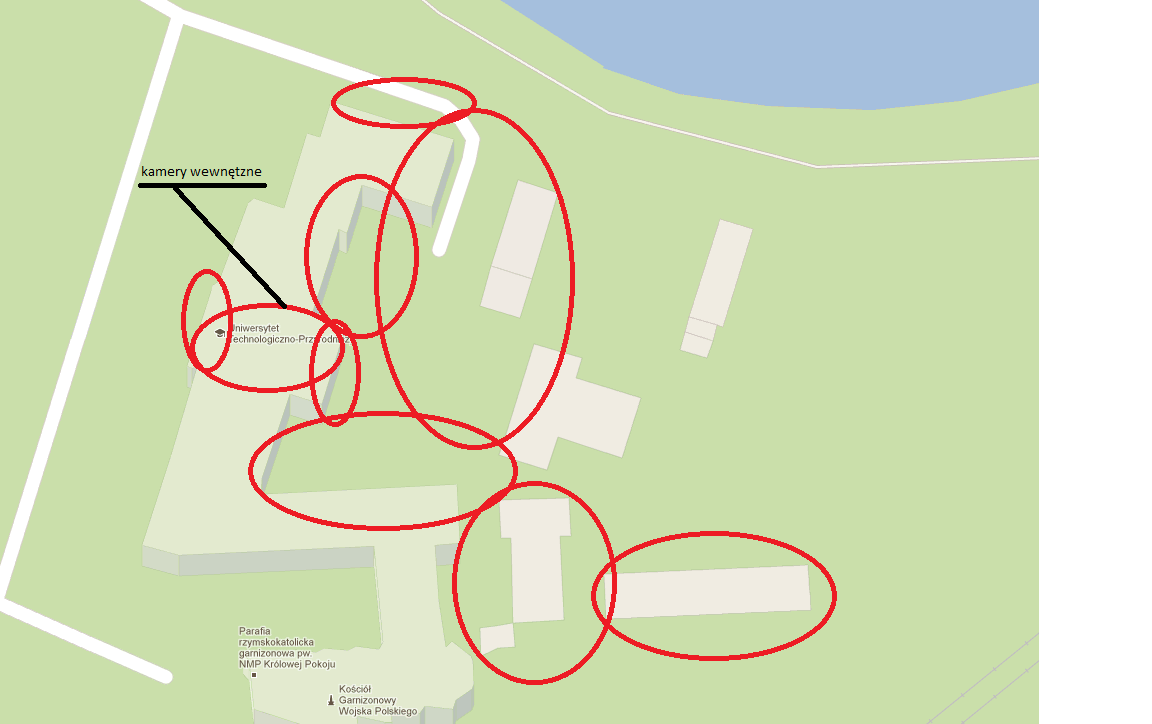 kamery wewnętzne
Uniwersytet
Technologiczno-Przyrodnicz
Parafia
rzymskokatolicka
garnizonowa pw.
NMP Królowej Pokoju
Kościół
Garnizonowy
Wojska Polskiego